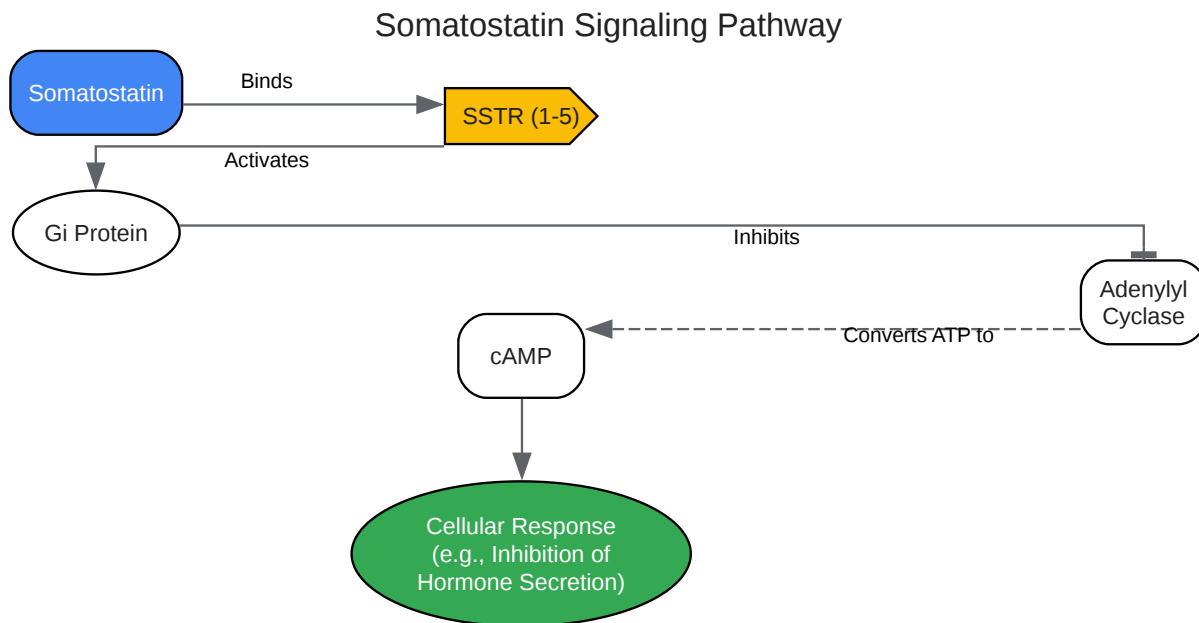 Somatostatin Signaling Pathway
Somatostatin
Binds
SSTR (1-5)
Activates
Gi Protein
Inhibits
Adenylyl
Cyclase
Converts ATP to
cAMP
Cellular Response
(e.g., Inhibition of
Hormone Secretion)